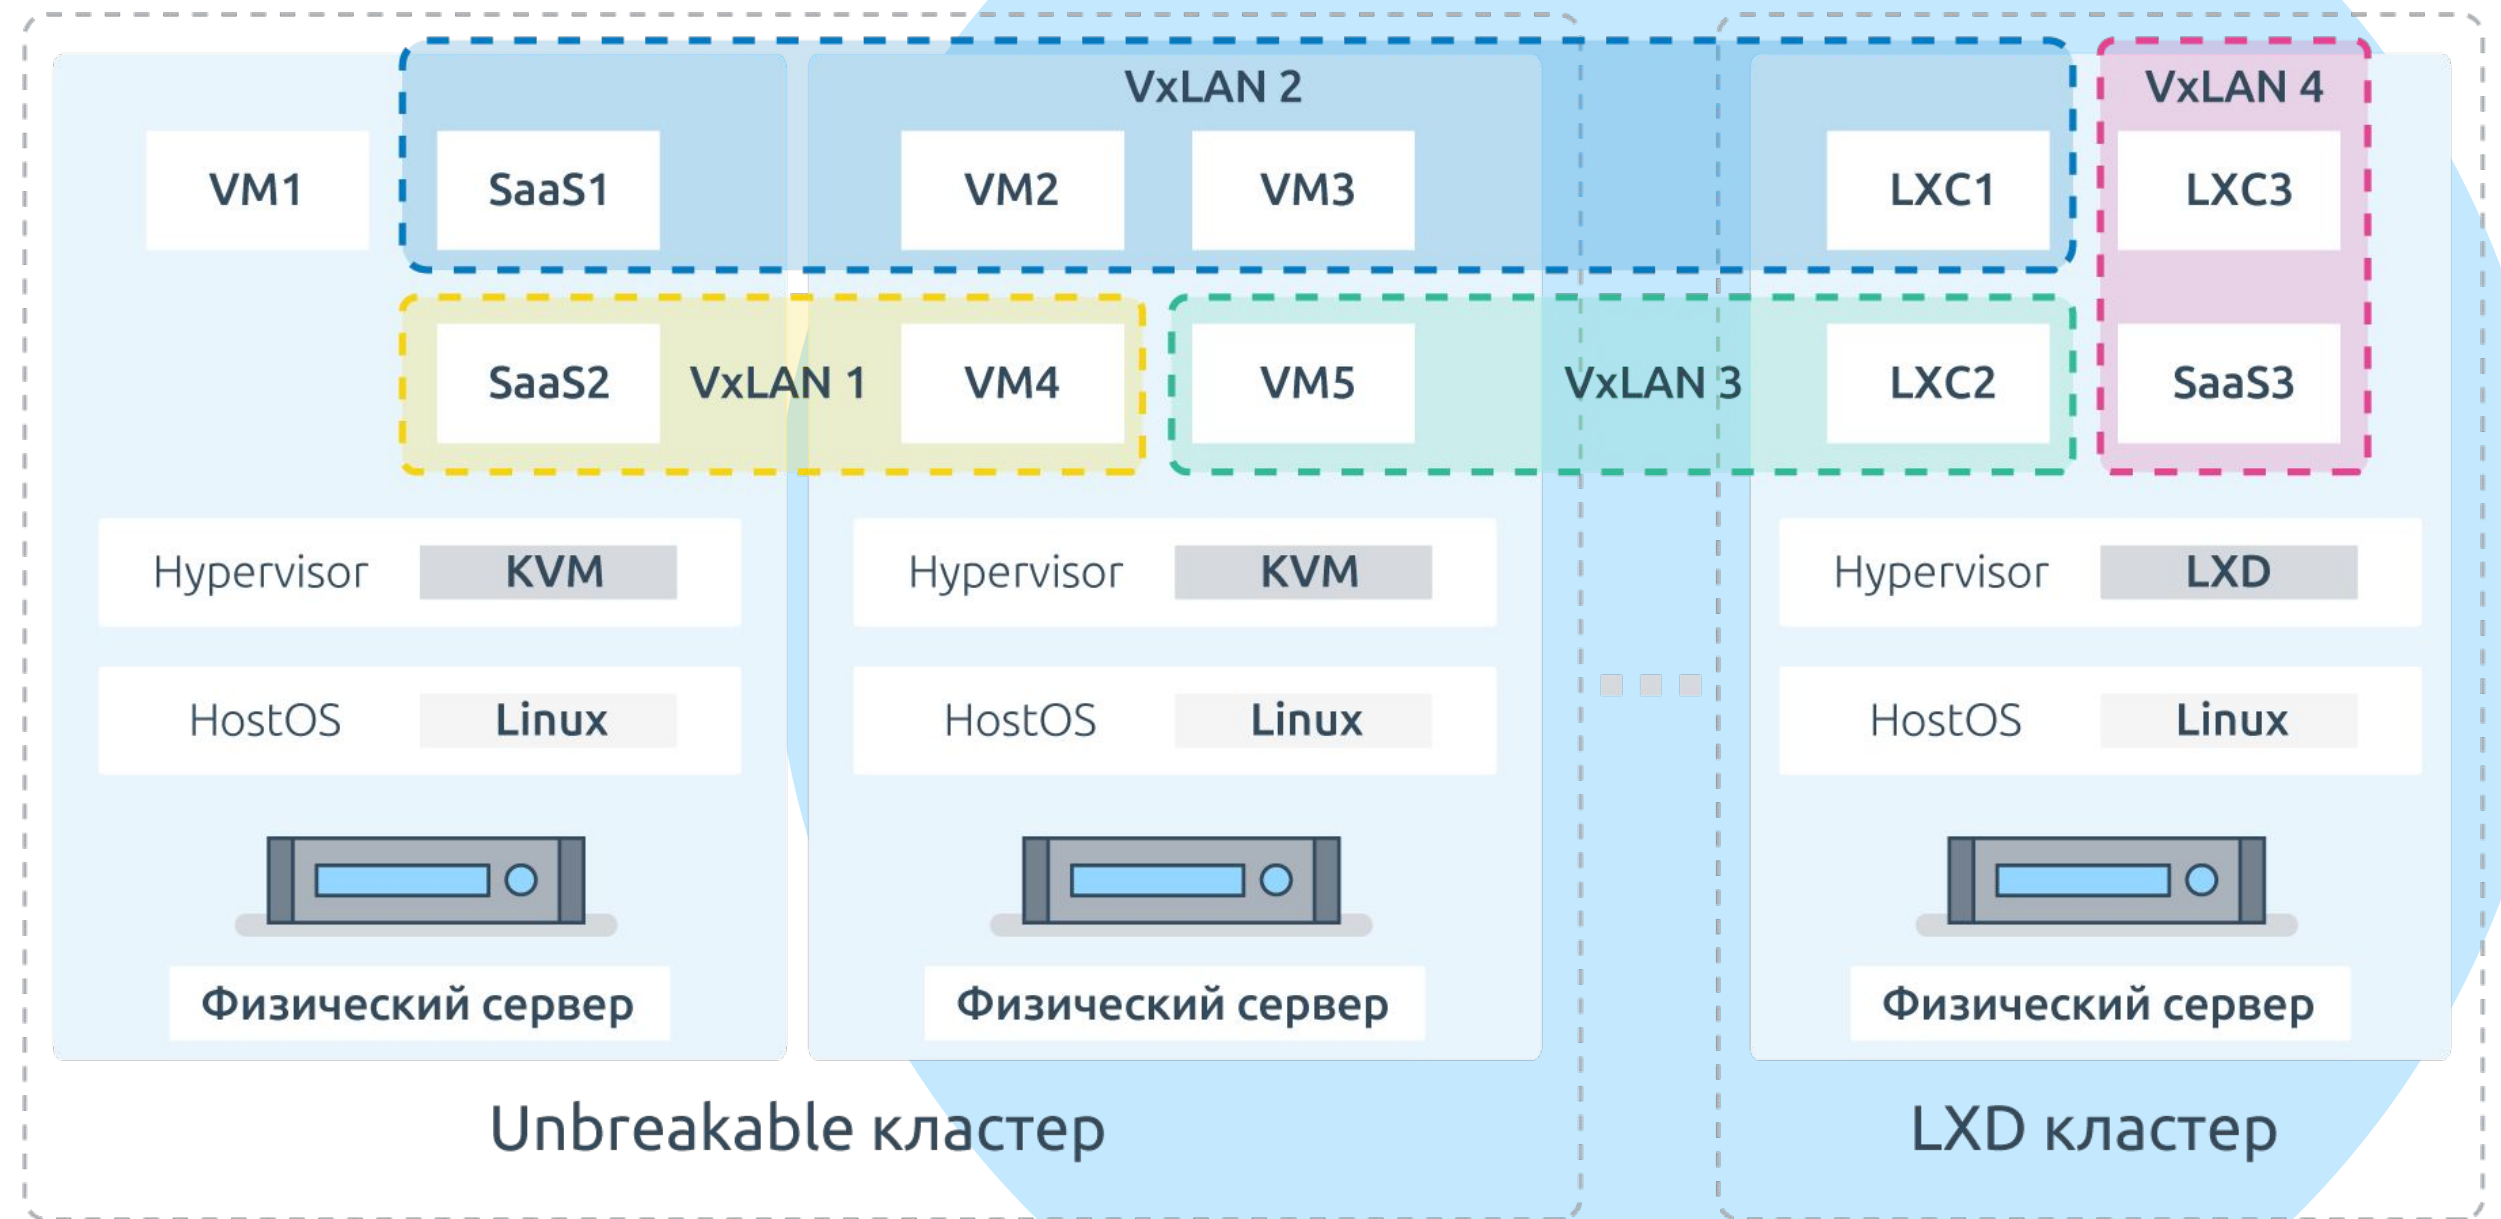 VxLAN 2
VxLAN 4
VM1
SaaS1
VM2
VM3
LXC1
LXC3
SaaS2
VxLAN 1
VM4
VM5
VxLAN 3
LXC2
SaaS3
Hypervisor KVM
Hypervisor KVM
Hypervisor LXD
HostOS Linux
HostOS Linux
HostOS Linux
Физический сервер
Физический сервер
Физический сервер
Unbreakable кластер
LXD кластер